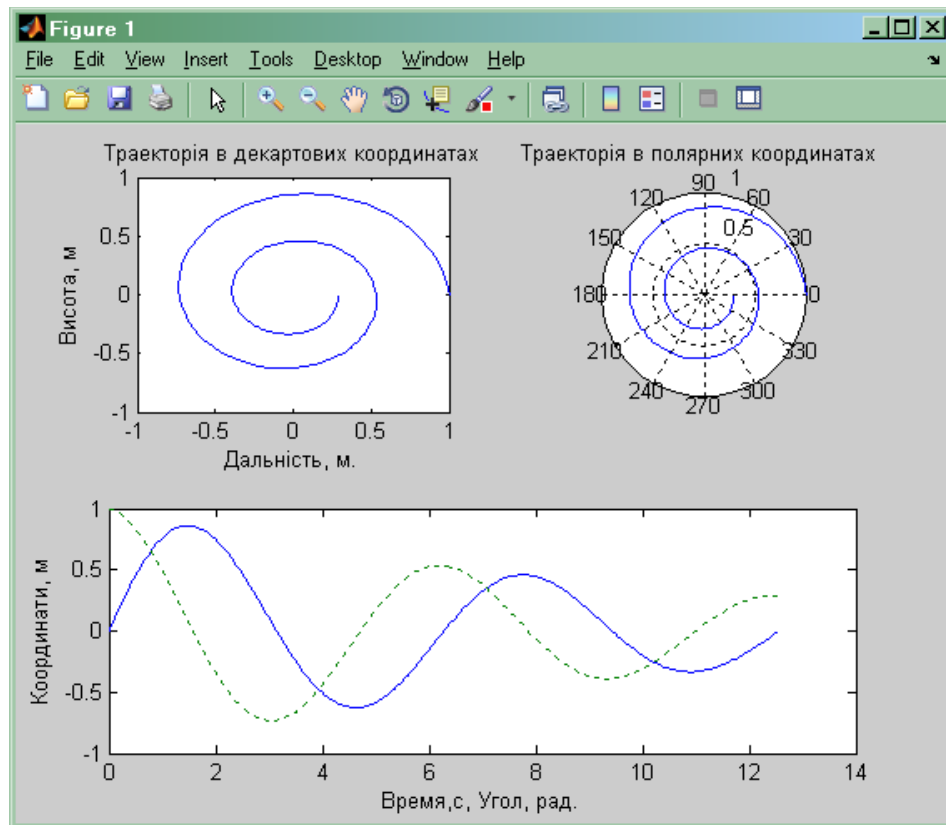 Figure 1
File Edit View Insert Tools Desktop Window Help
Траекторія в декартових координатах
Висота, м
1
0.5
0
-0.5
-1
-1 -0.5 0 0.5 1
Дальність, м.
Траекторія в полярних координатах
90 1
120 60
0.5
150 30
180 0
210 330
240 300
270
Координати, м
1
0.5
0
-0.5
-1
0 2 4 6 8 10 12 14
Время,с, Угол, рад.